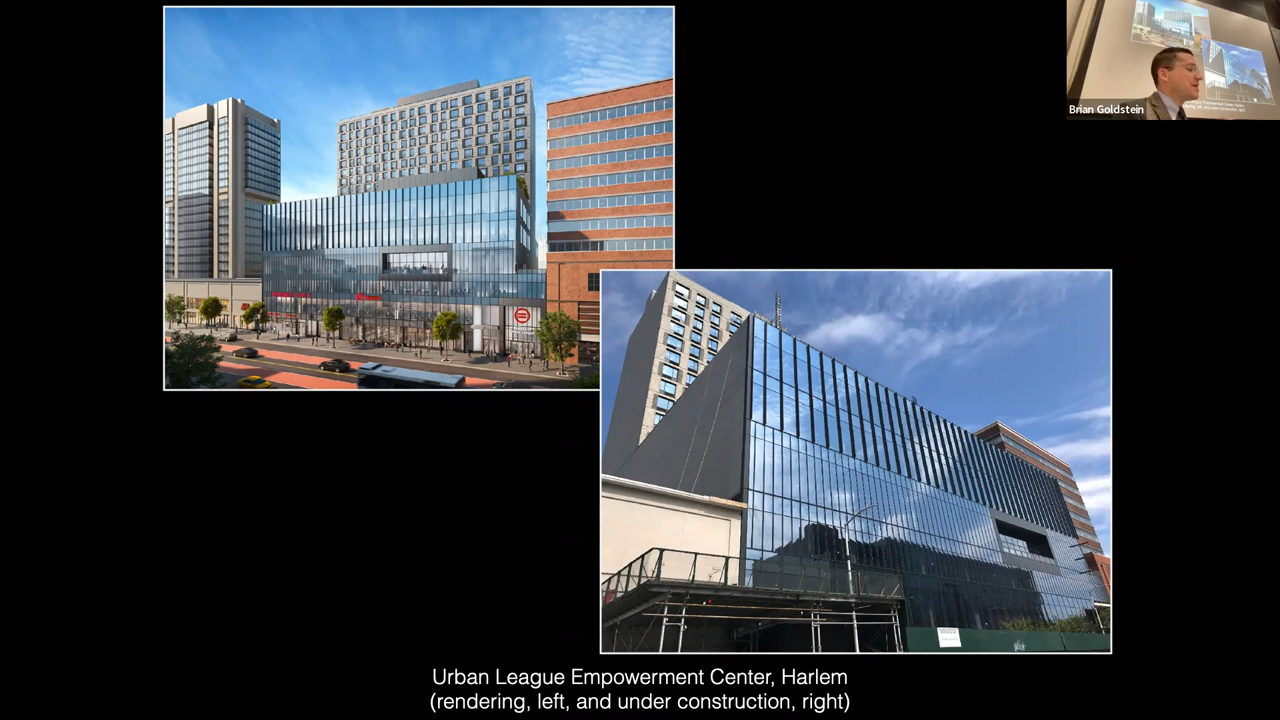 Brian Goldstein
Urban League Empowerment Center, Harlem
(rendering, left, and under construction, right)